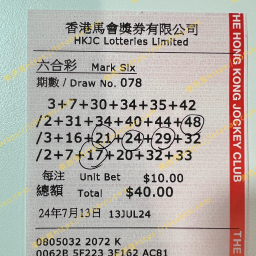 香港馬會獎券有限公司
HKJC Lotteries Limited
六合彩 Mark Six
期數 / Draw No. 078
3+7+30+34+35+42
/2+31+34+40+44+48
/3+16+21+24+29+32
/2+7+17+20+32+33
每注 Unit Bet $10.00
總額 Total $40.00
24年7月13日 13JUL24
0805032 2072 K
0062B 5F223 3F162 AC81
THE HONG KONG JOCKEY CLUB
THE